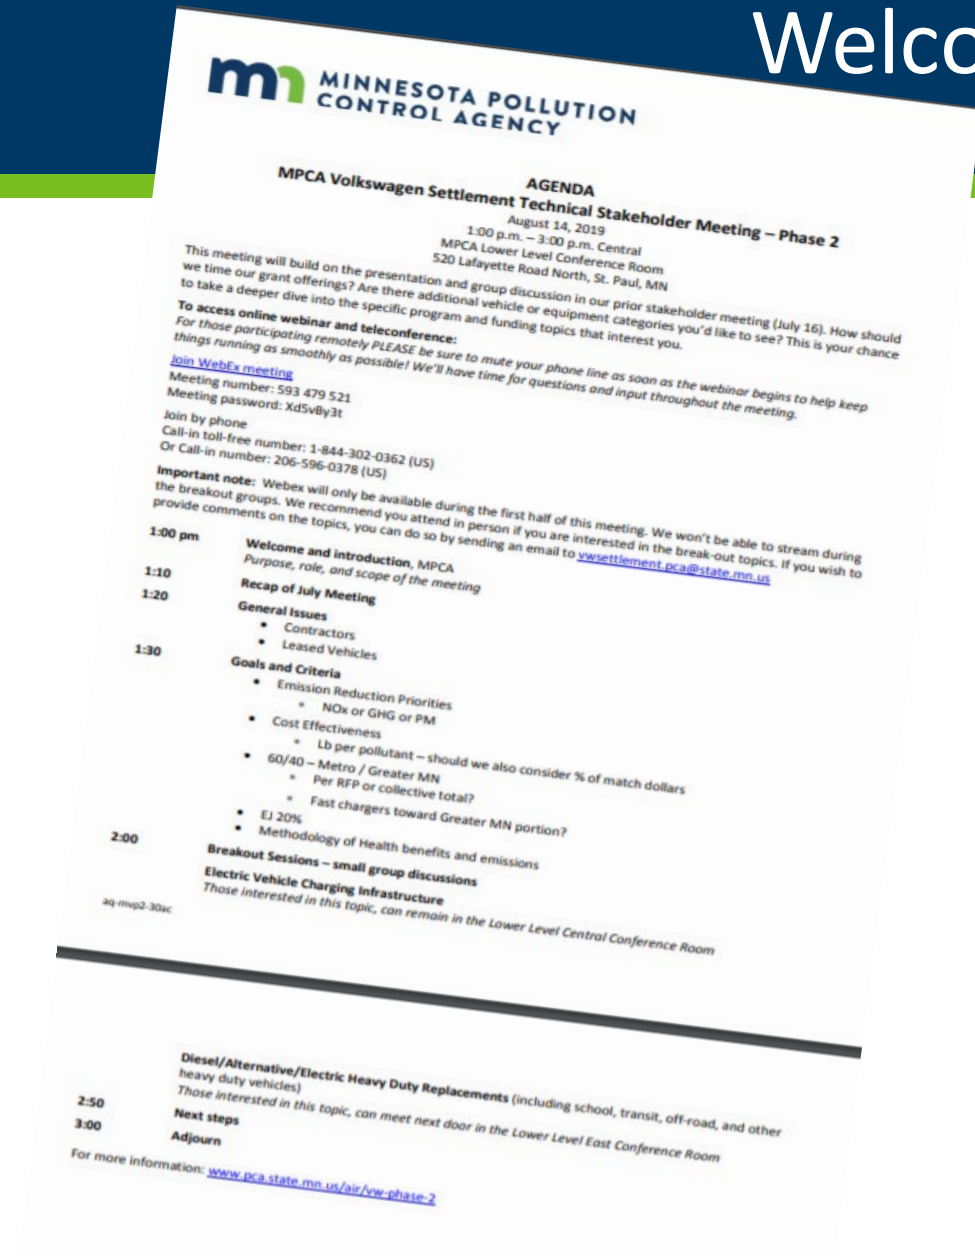 Welco
MINNESOTA POLLUTION
CONTROL AGENCY
AGENDA
MPCA Volkswagen Settlement Technical Stakeholder Meeting – Phase 2
August 14, 2019
1:00 p.m. – 3:00 p.m. Central
MPCA Lower Level Conference Room
520 Lafayette Road North, St. Paul, MN
This meeting will build on the presentation and group discussion in our prior stakeholder meeting (July 16). How should
we time our grant offerings? Are there additional vehicle or equipment categories you'd like to see? This is your chance
to take a deeper dive into the specific program and funding topics that interest you.
To access online webinar and teleconference:
For those participating remotely PLEASE be sure to mute your phone line as soon as the webinar begins to help keep
things running as smoothly as possible! We'll have time for questions and input throughout the meeting.
Join WebEx meeting
Meeting number: 593 479 521
Meeting password: Xd5vBy3t
Join by phone
Call-in toll-free number: 1-844-302-0362 (US)
Or Call-in number: 206-596-0378 (US)
Important note: Webex will only be available during the first half of this meeting. We won't be able to stream during
the breakout groups. We recommend you attend in person if you are interested in the break-out topics. If you wish to
provide comments on the topics, you can do so by sending an email to vwsettlement.pca@state.mn.us
1:00 pm Welcome and introduction, MPCA
Purpose, role, and scope of the meeting
1:10 Recap of July Meeting
1:20 General Issues
• Contractors
• Leased Vehicles
1:30 Goals and Criteria
• Emission Reduction Priorities
• NOx or GHG or PM
• Cost Effectiveness
• Lb per pollutant – should we also consider % of match dollars
• 60/40 – Metro / Greater MN
• Per RFP or collective total?
• Fast chargers toward Greater MN portion?
• EJ 20%
• Methodology of Health benefits and emissions
2:00 Breakout Sessions – small group discussions
Electric Vehicle Charging Infrastructure
Those interested in this topic, can remain in the Lower Level Central Conference Room
aq-mvp2-30ac
Diesel/Alternative/Electric Heavy Duty Replacements (including school, transit, off-road, and other
heavy duty vehicles)
Those interested in this topic, can meet next door in the Lower Level East Conference Room
2:50 Next steps
3:00 Adjourn
For more information: www.pca.state.mn.us/air/vw-phase-2